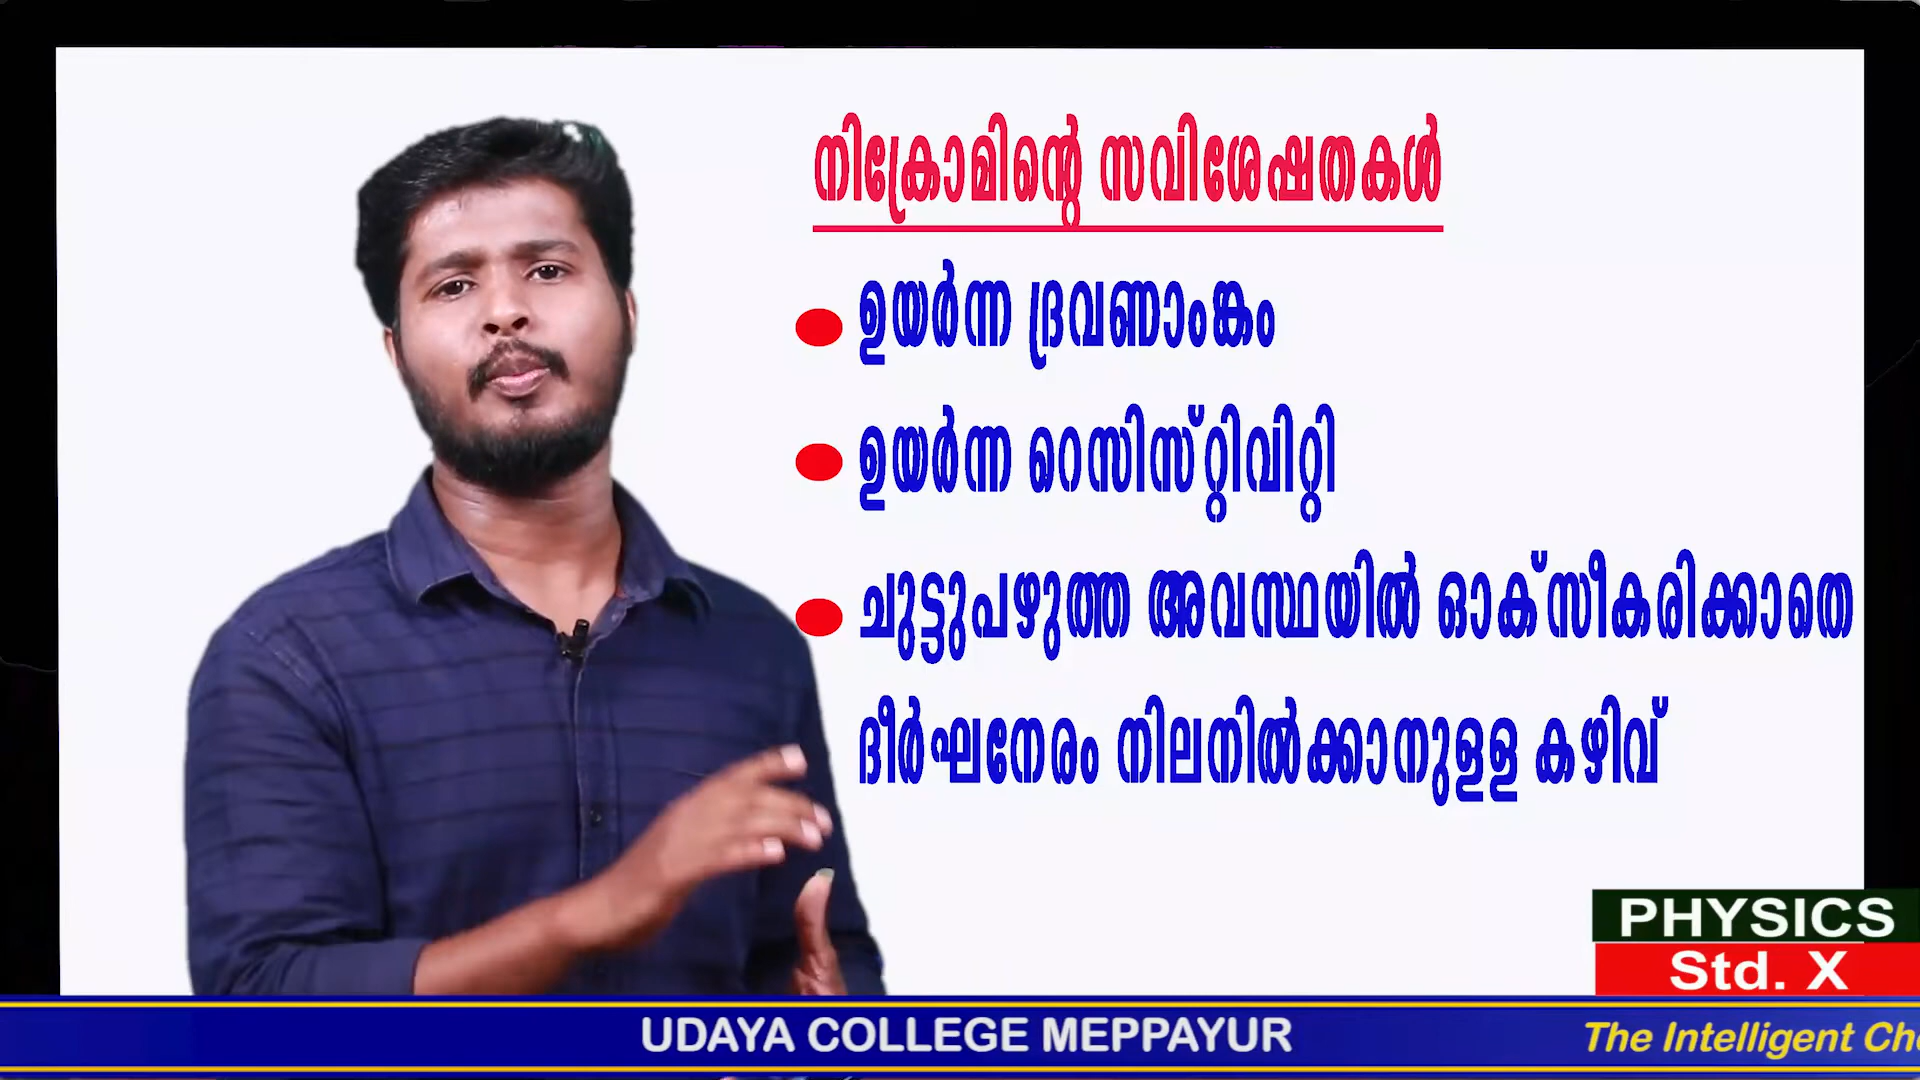 നിക്രോമിന്റെ സവിശേഷതകൾ
ഉയർന്ന ദ്രവണാംങ്കം
ഉയർന്ന റെസിസ്റ്റിവിറ്റി
ചുട്ടുപഴുത്ത അവസ്ഥയിൽ ഓക്സീകരിക്കാതെ
ദീർഘനേരം നിലനിൽക്കാനുളള കഴിവ്
PHYSICS
Std. X
UDAYA COLLEGE MEPPAYUR
The Intelligent